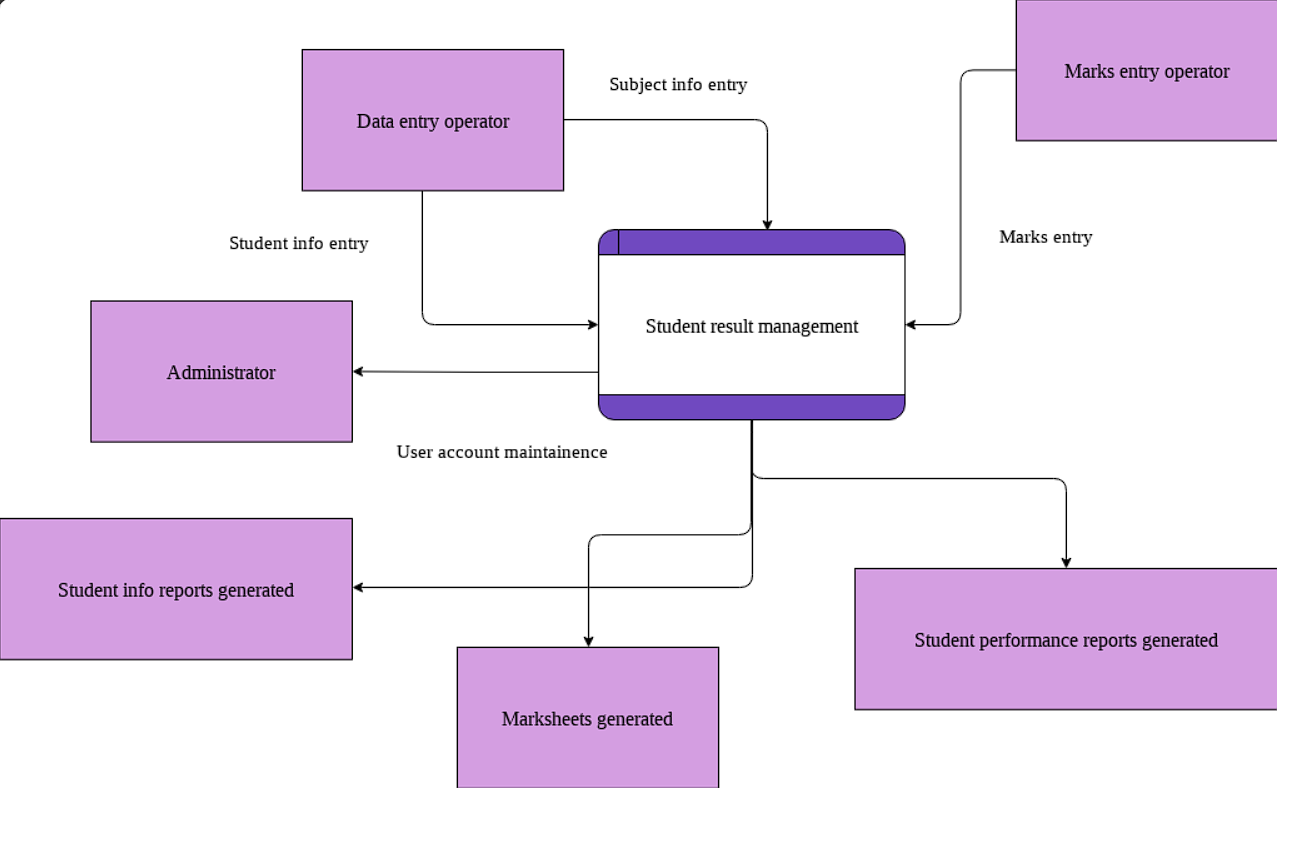 Marks entry operator
Subject info entry
Data entry operator
Student info entry
Marks entry
Student result management
Administrator
User account maintainence
Student info reports generated
Student performance reports generated
Marksheets generated